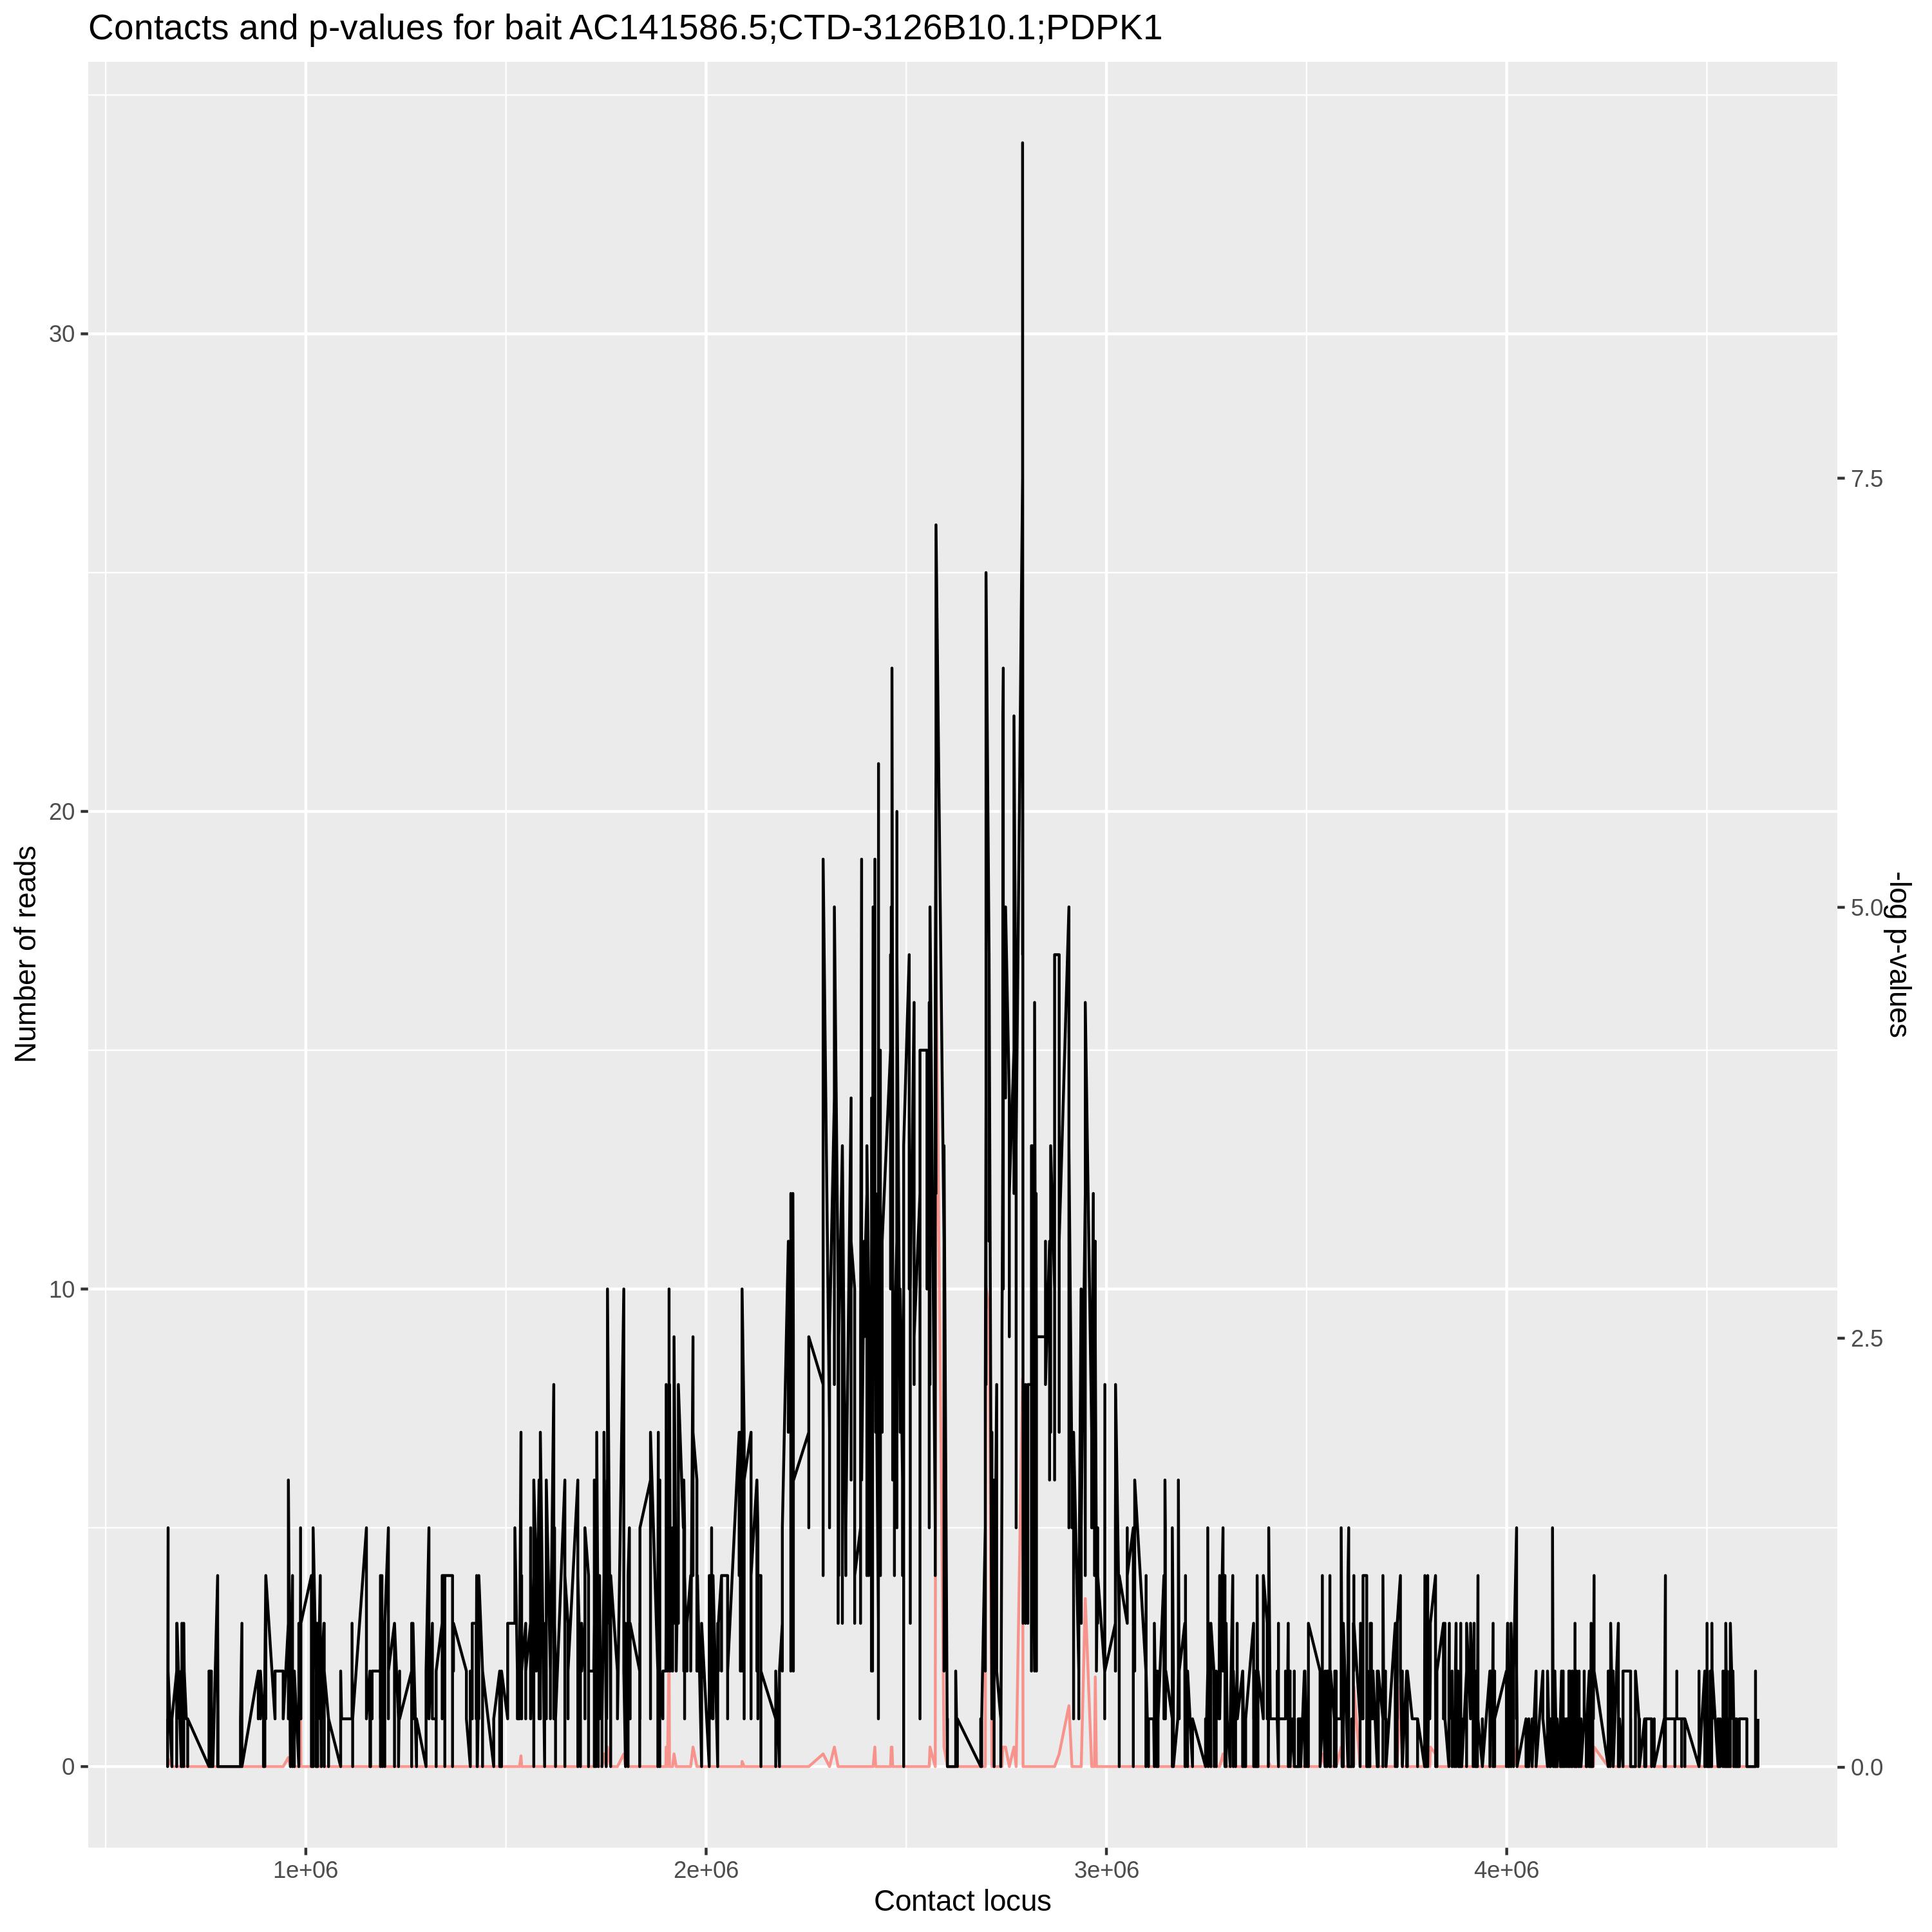 Contacts and p-values for bait AC141586.5;CTD-3126B10.1;PDPK1
30
20
10
0
Number of reads
7.5
5.0
2.5
0.0
-log p-values
1e+06
2e+06
3e+06
4e+06
Contact locus